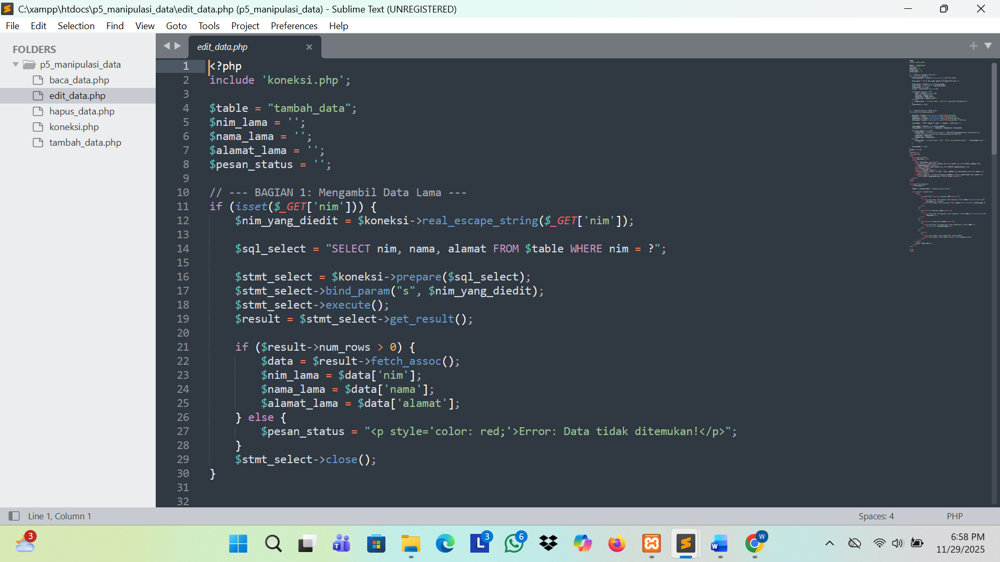 C:\xampp\htdocs\p5_manipulasi_data\edit_data.php (p5_manipulasi_data) - Sublime Text (UNREGISTERED)
File Edit Selection Find View Goto Tools Project Preferences Help
FOLDERS
p5_manipulasi_data
baca_data.php
edit_data.php
hapus_data.php
koneksi.php
tambah_data.php
edit_data.php
1 <?php
2 include 'koneksi.php';
3
4 $table = "tambah_data";
5 $nim_lama = '';
6 $nama_lama = '';
7 $alamat_lama = '';
8 $pesan_status = '';
9
10 // --- BAGIAN 1: Mengambil Data Lama ---
11 if (isset($_GET['nim'])) {
12     $nim_yang_diedit = $koneksi->real_escape_string($_GET['nim']);
13
14     $sql_select = "SELECT nim, nama, alamat FROM $table WHERE nim = ?";
15
16     $stmt_select = $koneksi->prepare($sql_select);
17     $stmt_select->bind_param("s", $nim_yang_diedit);
18     $stmt_select->execute();
19     $result = $stmt_select->get_result();
20
21     if ($result->num_rows > 0) {
22         $data = $result->fetch_assoc();
23         $nim_lama = $data['nim'];
24         $nama_lama = $data['nama'];
25         $alamat_lama = $data['alamat'];
26     } else {
27         $pesan_status = "<p style='color: red;'>Error: Data tidak ditemukan!</p>";
28     }
29     $stmt_select->close();
30 }
31
32
Line 1, Column 1
Spaces: 4
PHP
3
3
6
W
6:58 PM
11/29/2025